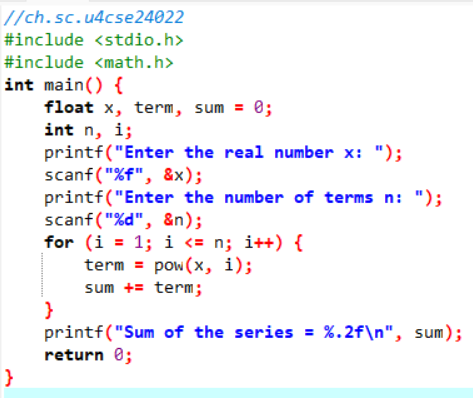 //ch.sc.u4cse24022
#include <stdio.h>
#include <math.h>
int main() {
    float x, term, sum = 0;
    int n, i;
    printf("Enter the real number x: ");
    scanf("%f", &x);
    printf("Enter the number of terms n: ");
    scanf("%d", &n);
    for (i = 1; i <= n; i++) {
        term = pow(x, i);
        sum += term;
    }
    printf("Sum of the series = %.2f\n", sum);
    return 0;
}